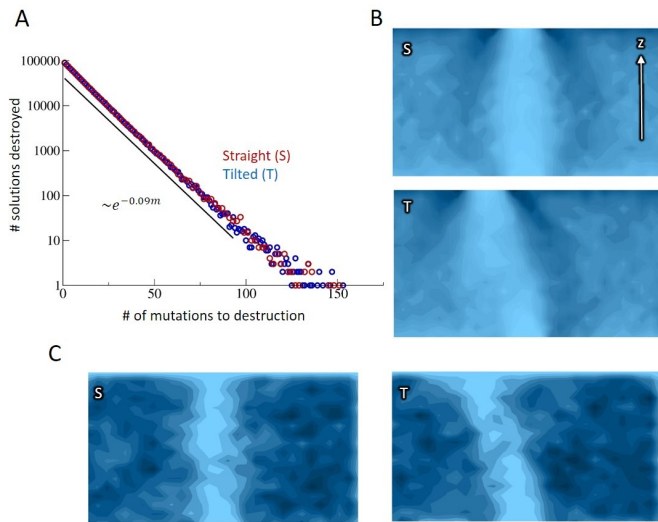 A
B
100000
10000
1000
100
10
1
# solutions destroyed
Straight (S)
Tilted (T)
~e^{-0.09m}
0
50
100
150
# of mutations to destruction
S
z
T
C
S
T